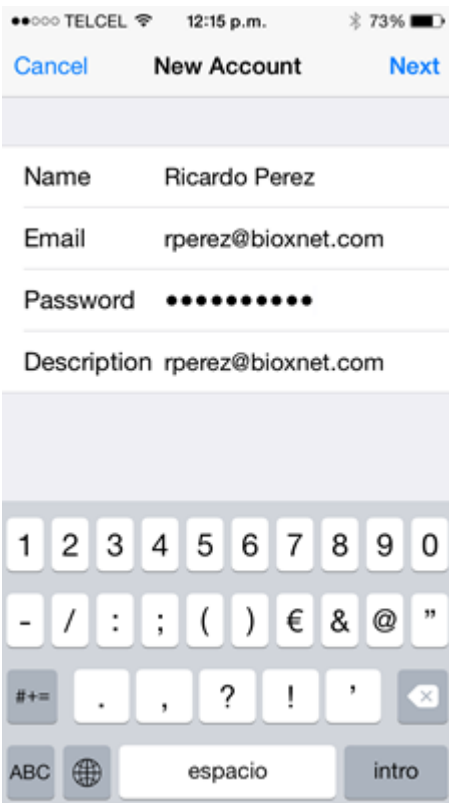 TELCEL 12:15 p.m. 73%
Cancel New Account Next
Name Ricardo Perez
Email rperez@bioxnet.com
Password ••••••••••
Description rperez@bioxnet.com
1 2 3 4 5 6 7 8 9 0
- / : ; ( ) € & @ "
#+= . , ? ! '
ABC espacio intro